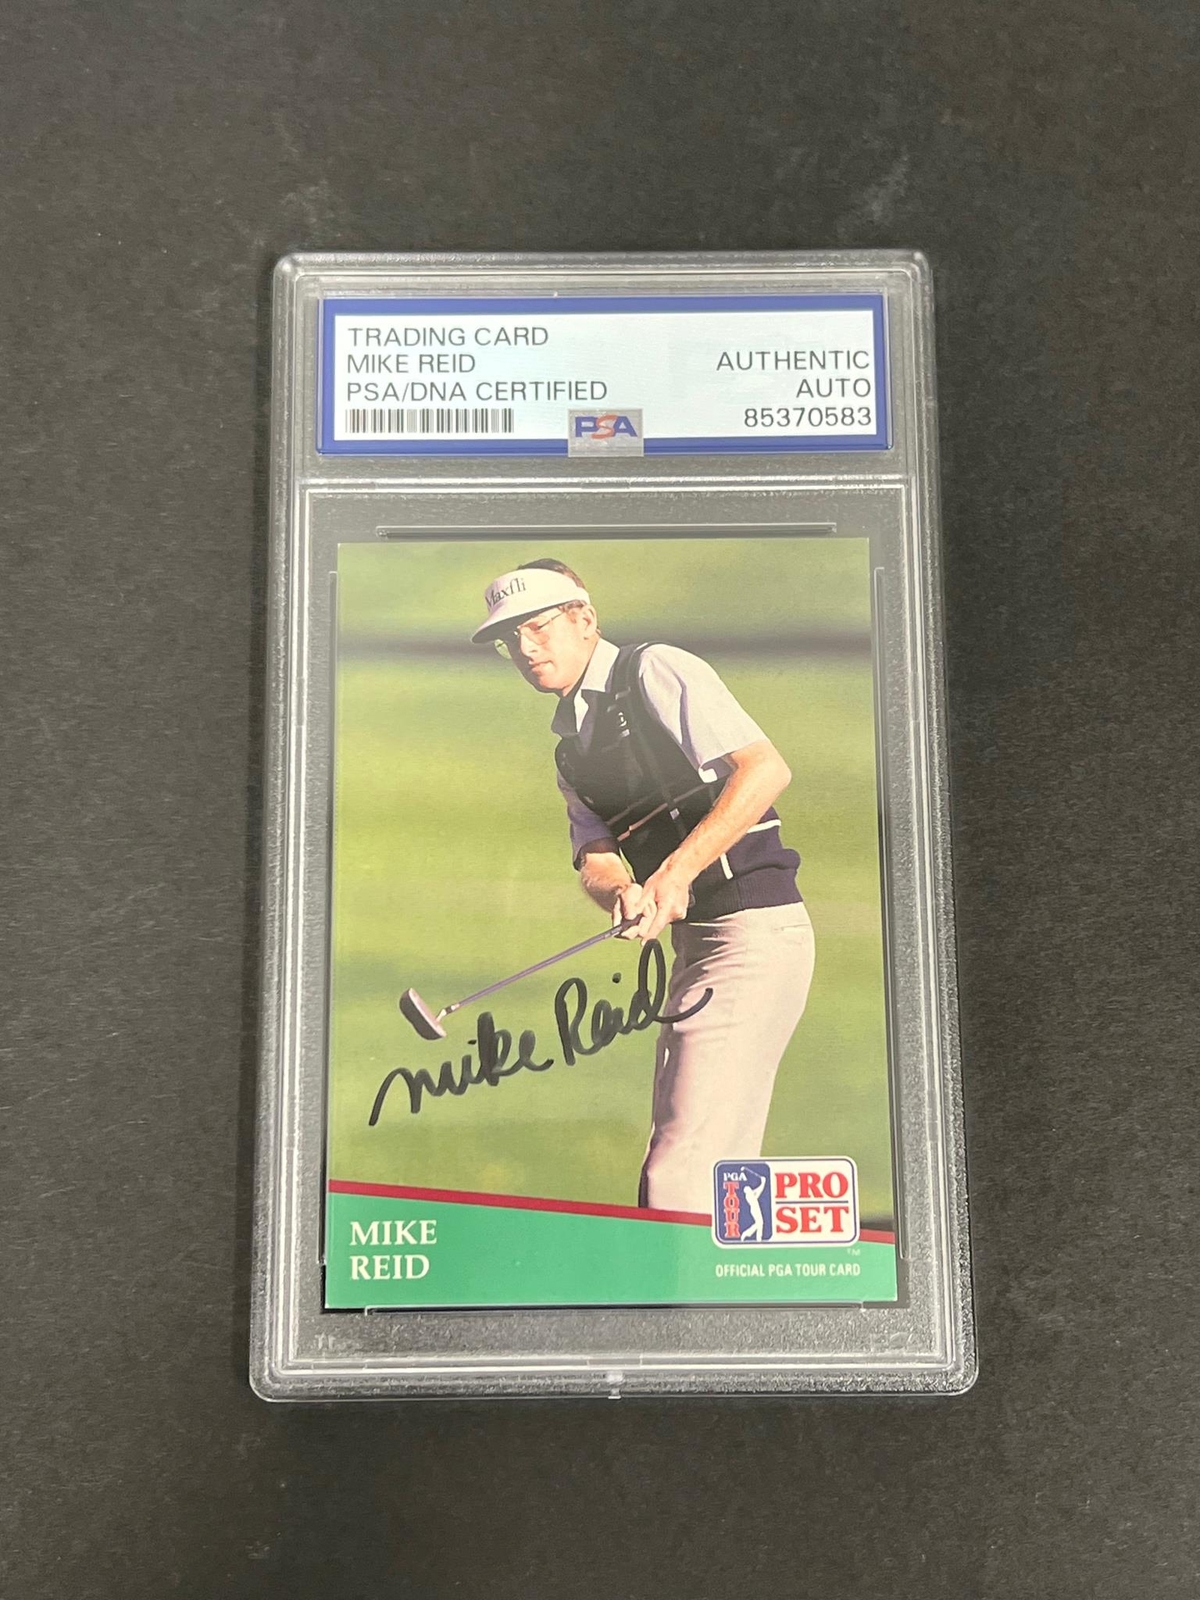 TRADING CARD
MIKE REID
PSA/DNA CERTIFIED
AUTHENTIC
AUTO
85370583
PSA
Maxfli
Mike Reid
MIKE
REID
PGA
TOUR
PRO
SET
TM
OFFICIAL PGA TOUR CARD